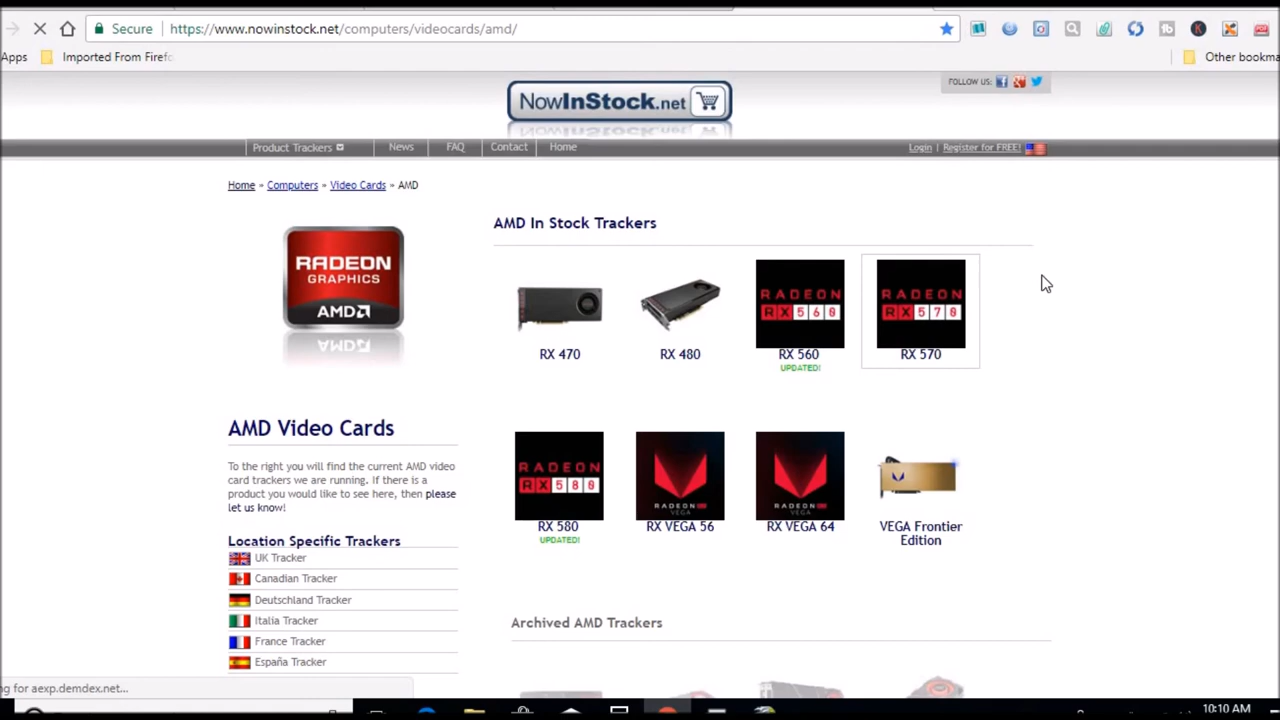 Secure https://www.nowinstock.net/computers/videocards/amd/
Apps Imported From Firefo
Other bookma
FOLLOW US:
NowInStock.net
Product Trackers News FAQ Contact Home
Login | Register for FREE!
Home » Computers » Video Cards » AMD
RADEON
GRAPHICS
AMD
AMD In Stock Trackers
RADEON
RX 560
RADEON
RX 570
RX 470
RX 480
RX 560
UPDATED!
RX 570
AMD Video Cards
To the right you will find the current AMD video
card trackers we are running. If there is a
product you would like to see here, then please
let us know!
RADEON
RX 580
RADEON
VEGA
RADEON
VEGA
RX 580
UPDATED!
RX VEGA 56
RX VEGA 64
VEGA Frontier
Edition
Location Specific Trackers
UK Tracker
Canadian Tracker
Deutschland Tracker
Italia Tracker
France Tracker
España Tracker
Archived AMD Trackers
ng for aexp.demdex.net...
10:10 AM